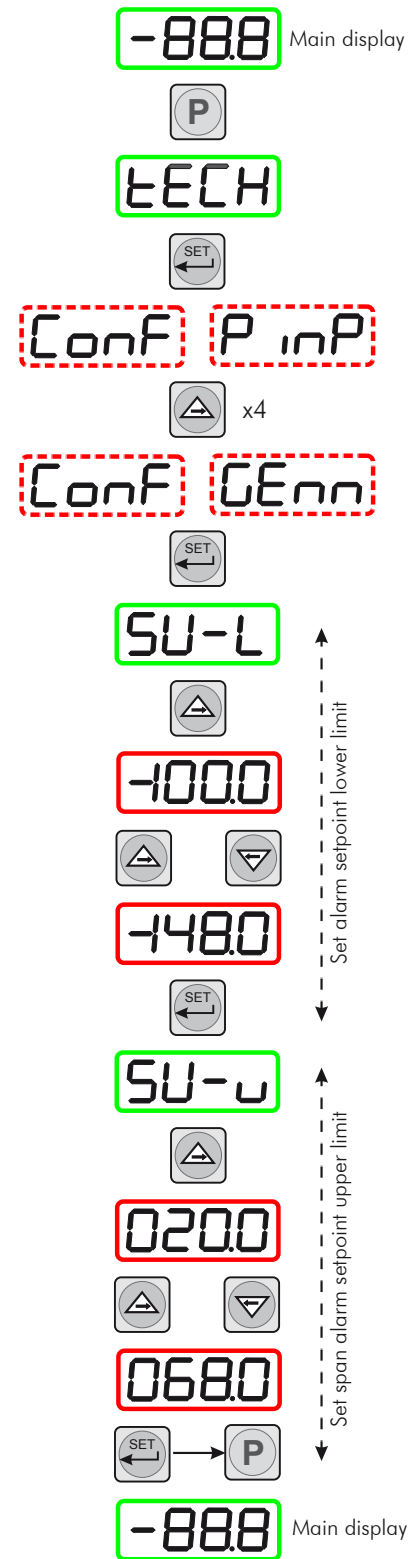 -88.8 Main display
P
tECH
SET
ConF P inP
x4
ConF GEnn
SET
SU-L
-100.0
-148.0
SET
Set alarm setpoint lower limit
SU-u
020.0
068.0
SET P
Set span alarm setpoint upper limit
-88.8 Main display